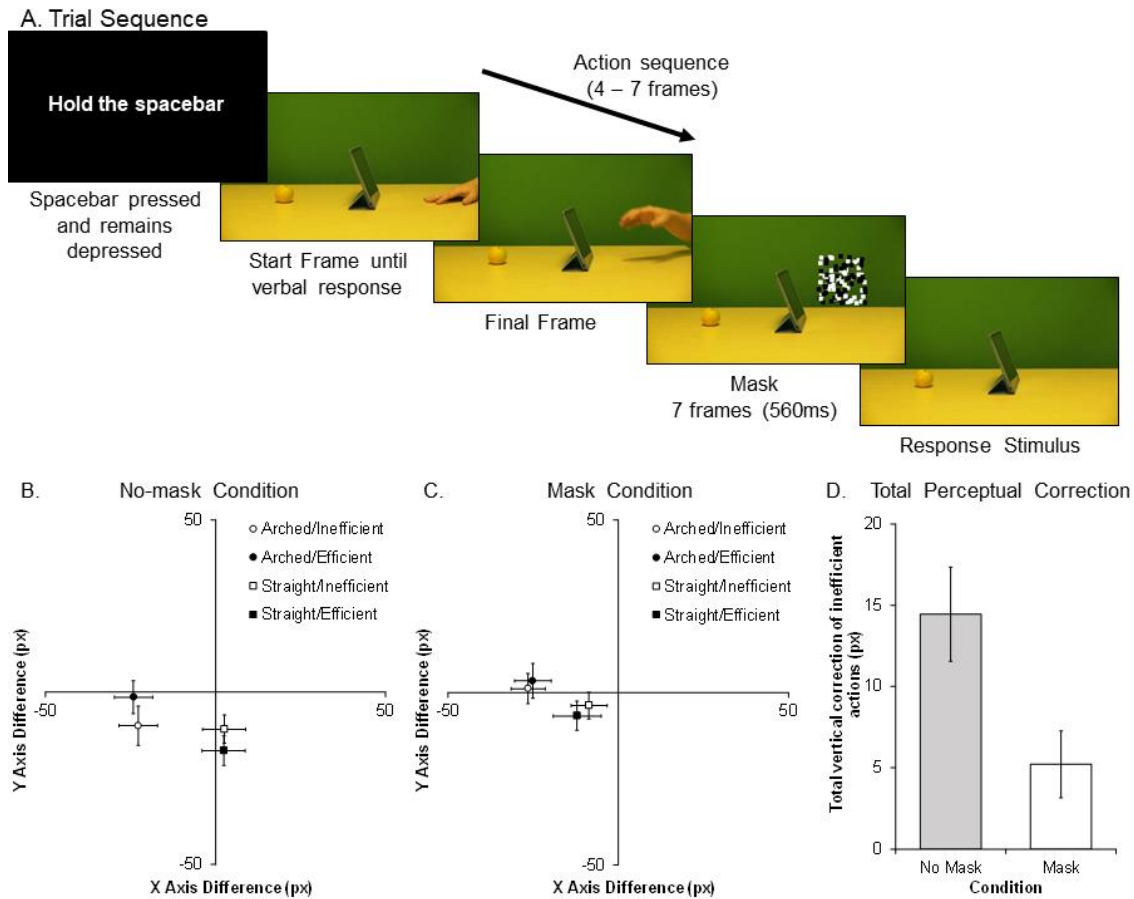 A. Trial Sequence
Hold the spacebar
Spacebar pressed
and remains
depressed
Start Frame until
verbal response
Action sequence
(4 – 7 frames)
Final Frame
Mask
7 frames (560ms)
Response Stimulus
B. No-mask Condition
50
Arched/Inefficient
Arched/Efficient
Straight/Inefficient
Straight/Efficient
-50
50
-50
Y Axis Difference (px)
X Axis Difference (px)
C. Mask Condition
50
Arched/Inefficient
Arched/Efficient
Straight/Inefficient
Straight/Efficient
-50
50
-50
Y Axis Difference (px)
X Axis Difference (px)
D. Total Perceptual Correction
Total vertical correction of inefficient
actions (px)
20
15
10
5
0
No Mask
Mask
Condition